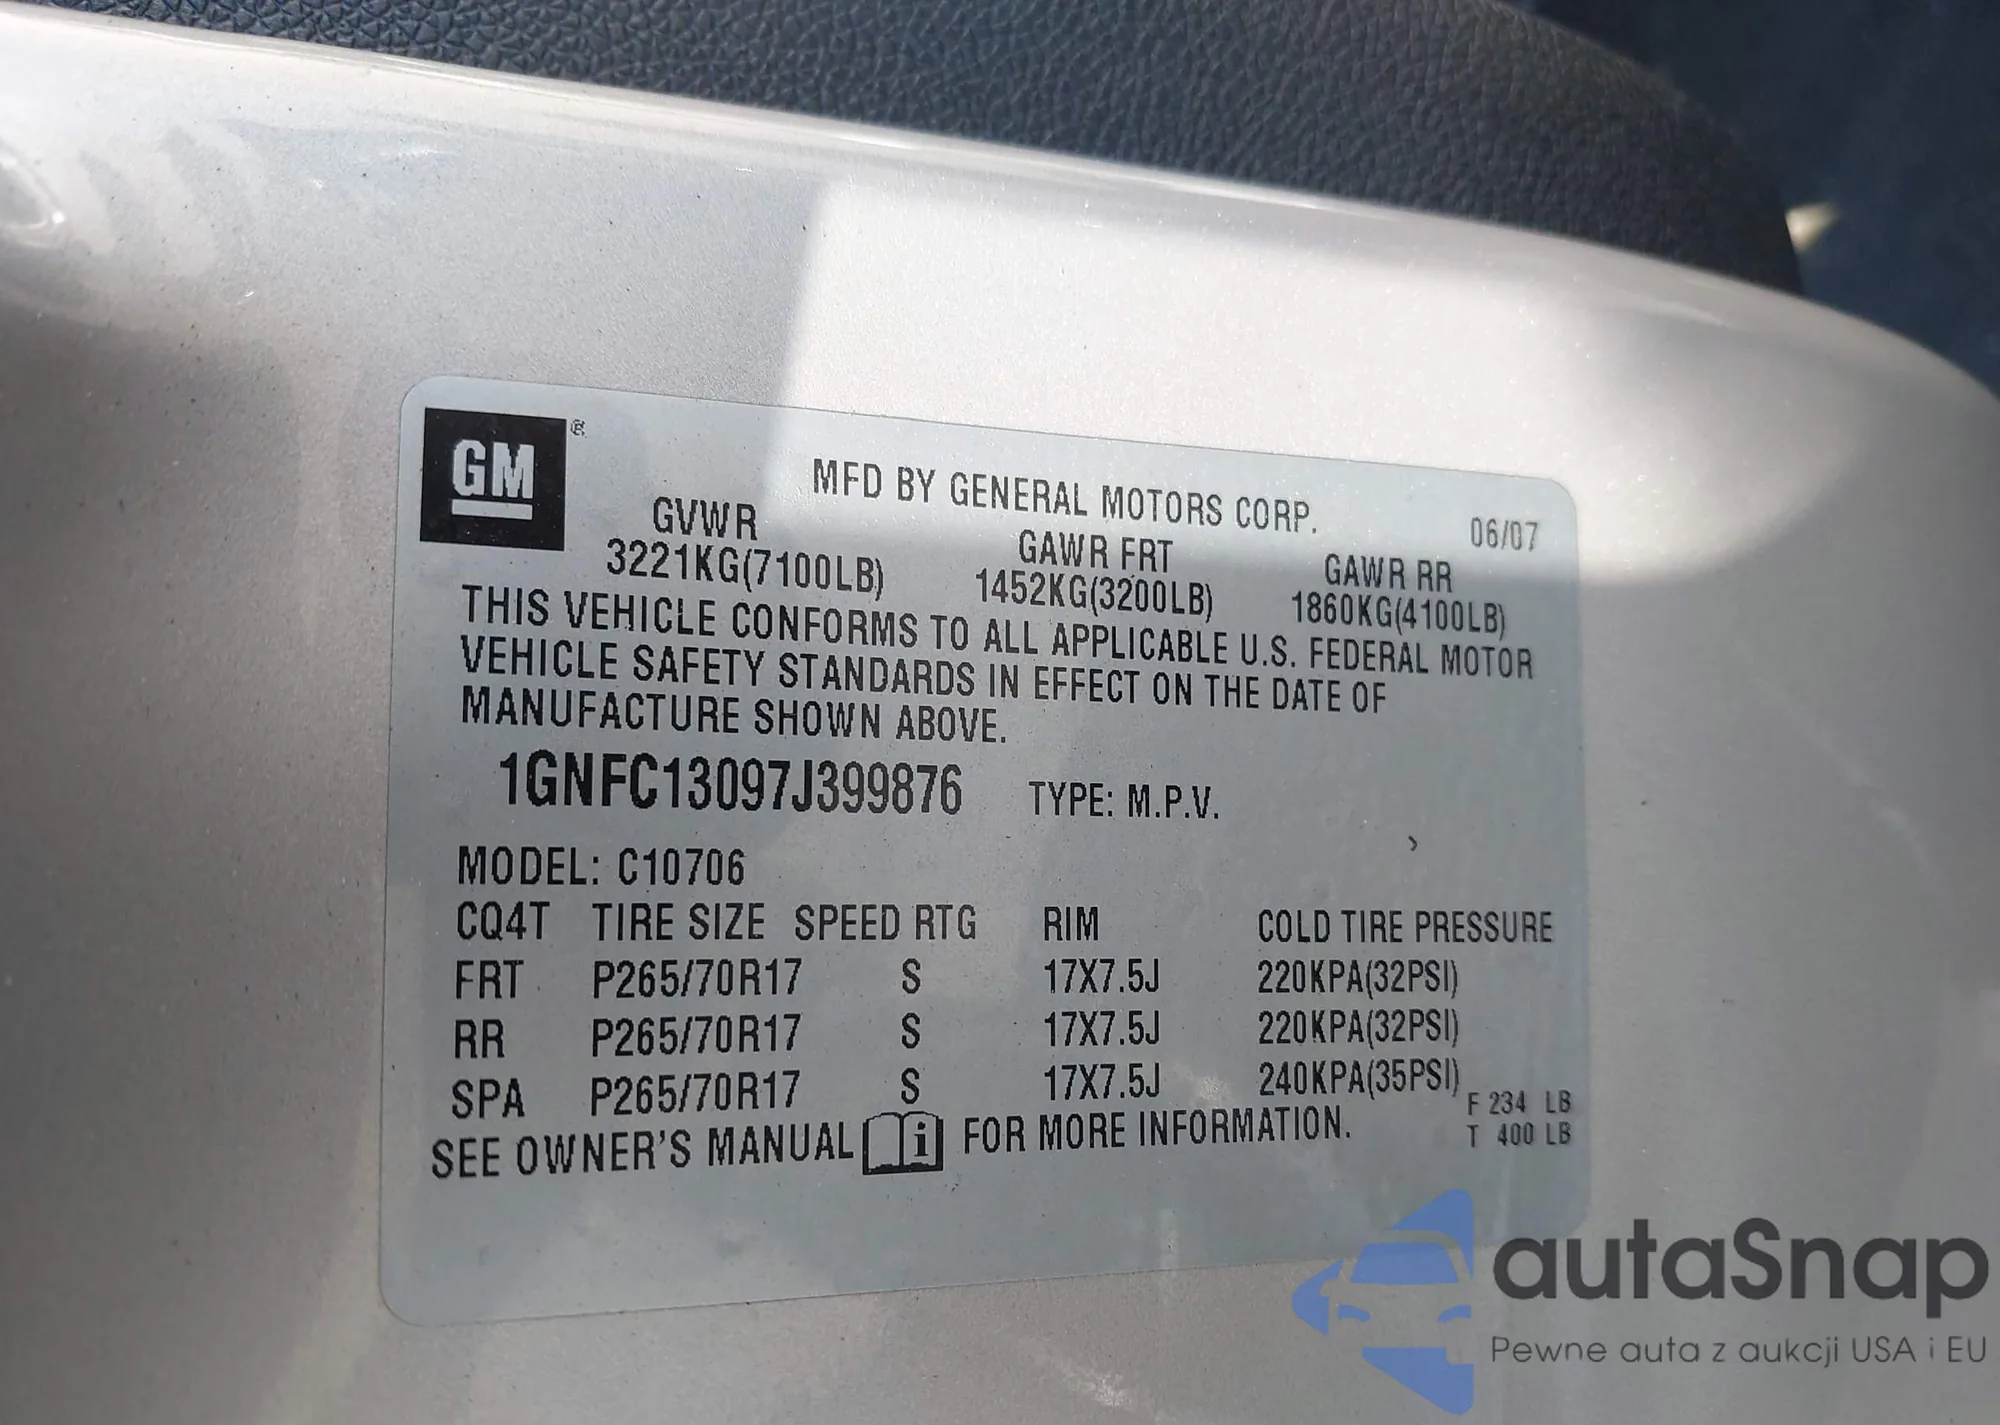 GM ®
MFD BY GENERAL MOTORS CORP. 06/07
GVWR GAWR FRT GAWR RR
3221KG(7100LB) 1452KG(3200LB) 1860KG(4100LB)
THIS VEHICLE CONFORMS TO ALL APPLICABLE U.S. FEDERAL MOTOR
VEHICLE SAFETY STANDARDS IN EFFECT ON THE DATE OF
MANUFACTURE SHOWN ABOVE.
1GNFC13097J399876 TYPE: M.P.V.
MODEL: C10706
CQ4T TIRE SIZE SPEED RTG RIM COLD TIRE PRESSURE
FRT P265/70R17 S 17X7.5J 220KPA(32PSI)
RR P265/70R17 S 17X7.5J 220KPA(32PSI)
SPA P265/70R17 S 17X7.5J 240KPA(35PSI)
F 234 LB
T 400 LB
SEE OWNER'S MANUAL i FOR MORE INFORMATION.
autaSnap
Pewne auta z aukcji USA i EU